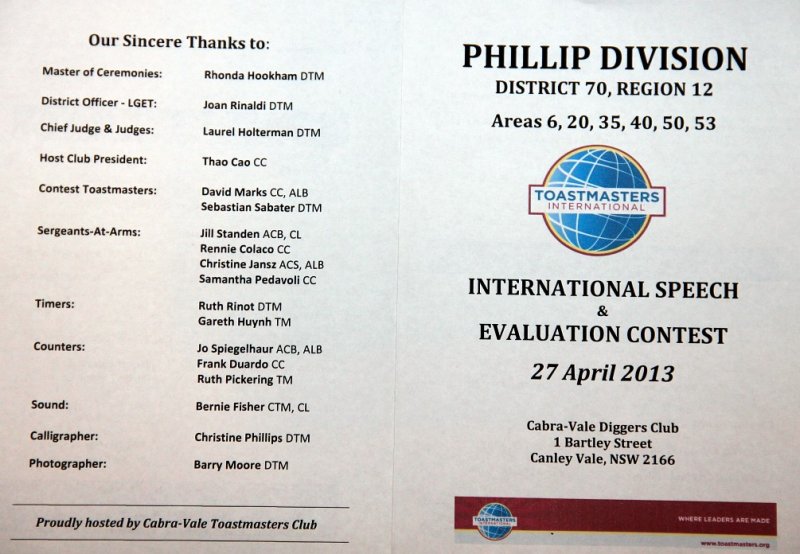 Our Sincere Thanks to:
Master of Ceremonies: Rhonda Hookham DTM
District Officer - LGET: Joan Rinaldi DTM
Chief Judge & Judges: Laurel Holterman DTM
Host Club President: Thao Cao CC
Contest Toastmasters: David Marks CC, ALB
Sebastian Sabater DTM
Sergeants-At-Arms: Jill Standen ACB, CL
Rennie Colaco CC
Christine Jansz ACS, ALB
Samantha Pedavoli CC
Timers: Ruth Rinot DTM
Gareth Huynh TM
Counters: Jo Spiegelhaur ACB, ALB
Frank Duardo CC
Ruth Pickering TM
Sound: Bernie Fisher CTM, CL
Calligrapher: Christine Phillips DTM
Photographer: Barry Moore DTM
Proudly hosted by Cabra-Vale Toastmasters Club
PHILLIP DIVISION
DISTRICT 70, REGION 12
Areas 6, 20, 35, 40, 50, 53
TOASTMASTERS
INTERNATIONAL
INTERNATIONAL SPEECH
&
EVALUATION CONTEST
27 April 2013
Cabra-Vale Diggers Club
1 Bartley Street
Canley Vale, NSW 2166
TOASTMASTERS
INTERNATIONAL
WHERE LEADERS ARE MADE
www.toastmasters.org